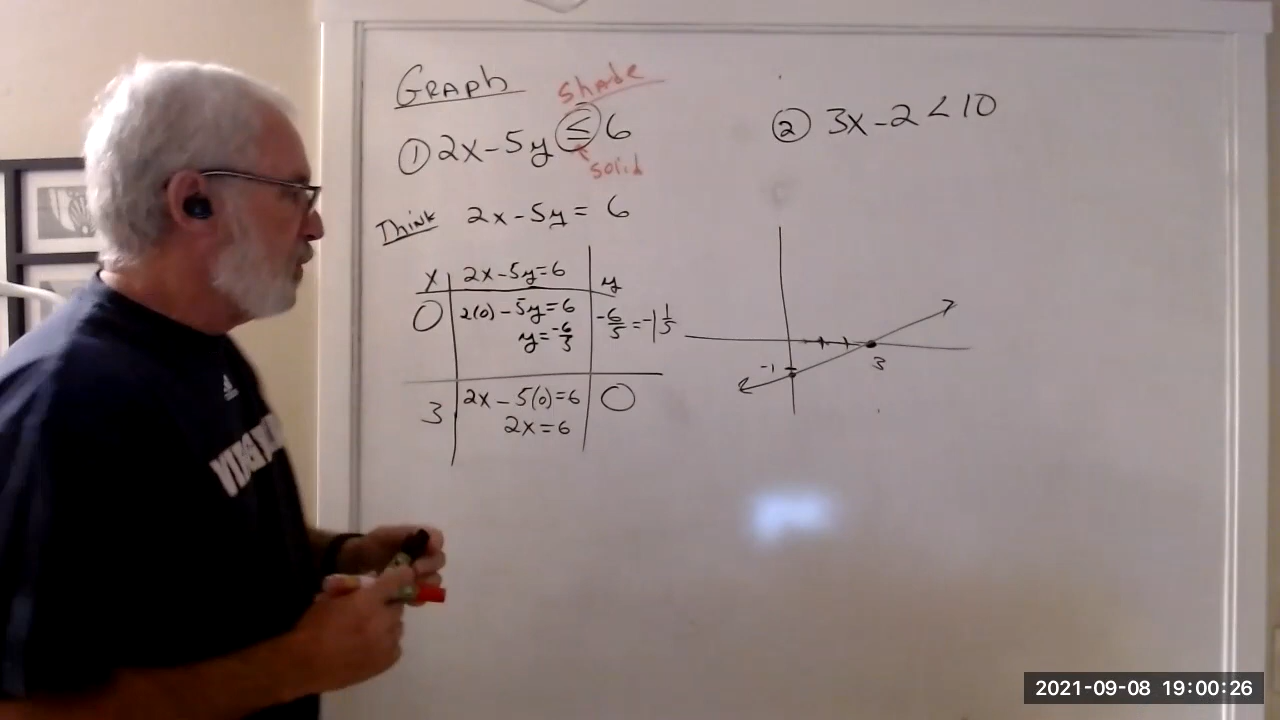 GRAPh
Shade
① 2x-5y ≤ 6
solid
Think 2x-5y = 6
x 2x-5y=6 y
0 2(0)-5y=6 -6/5=-1 1/5
y=-6/5
3 2x-5(0)=6 0
2x=6
② 3x-2<10
-1
3
2021-09-08 19:00:26